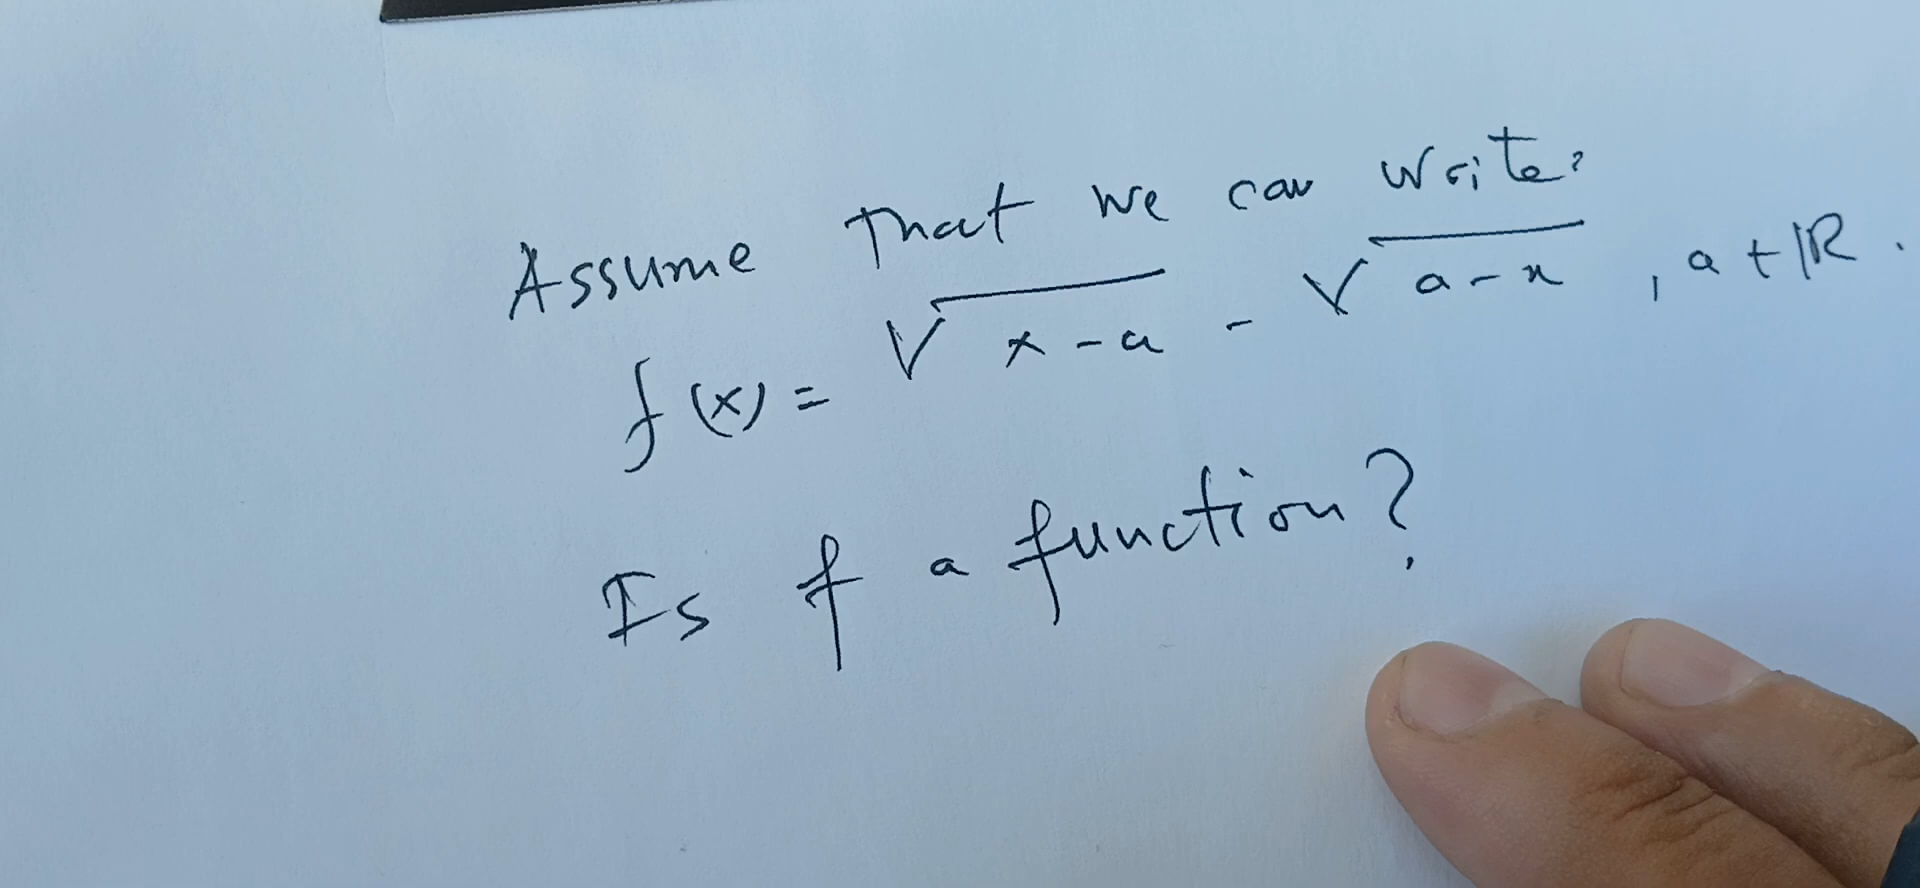 Assume that we can write:
f(x) = √(x-a) - √(a-x) , a ∈ ℝ.
Is f a function?